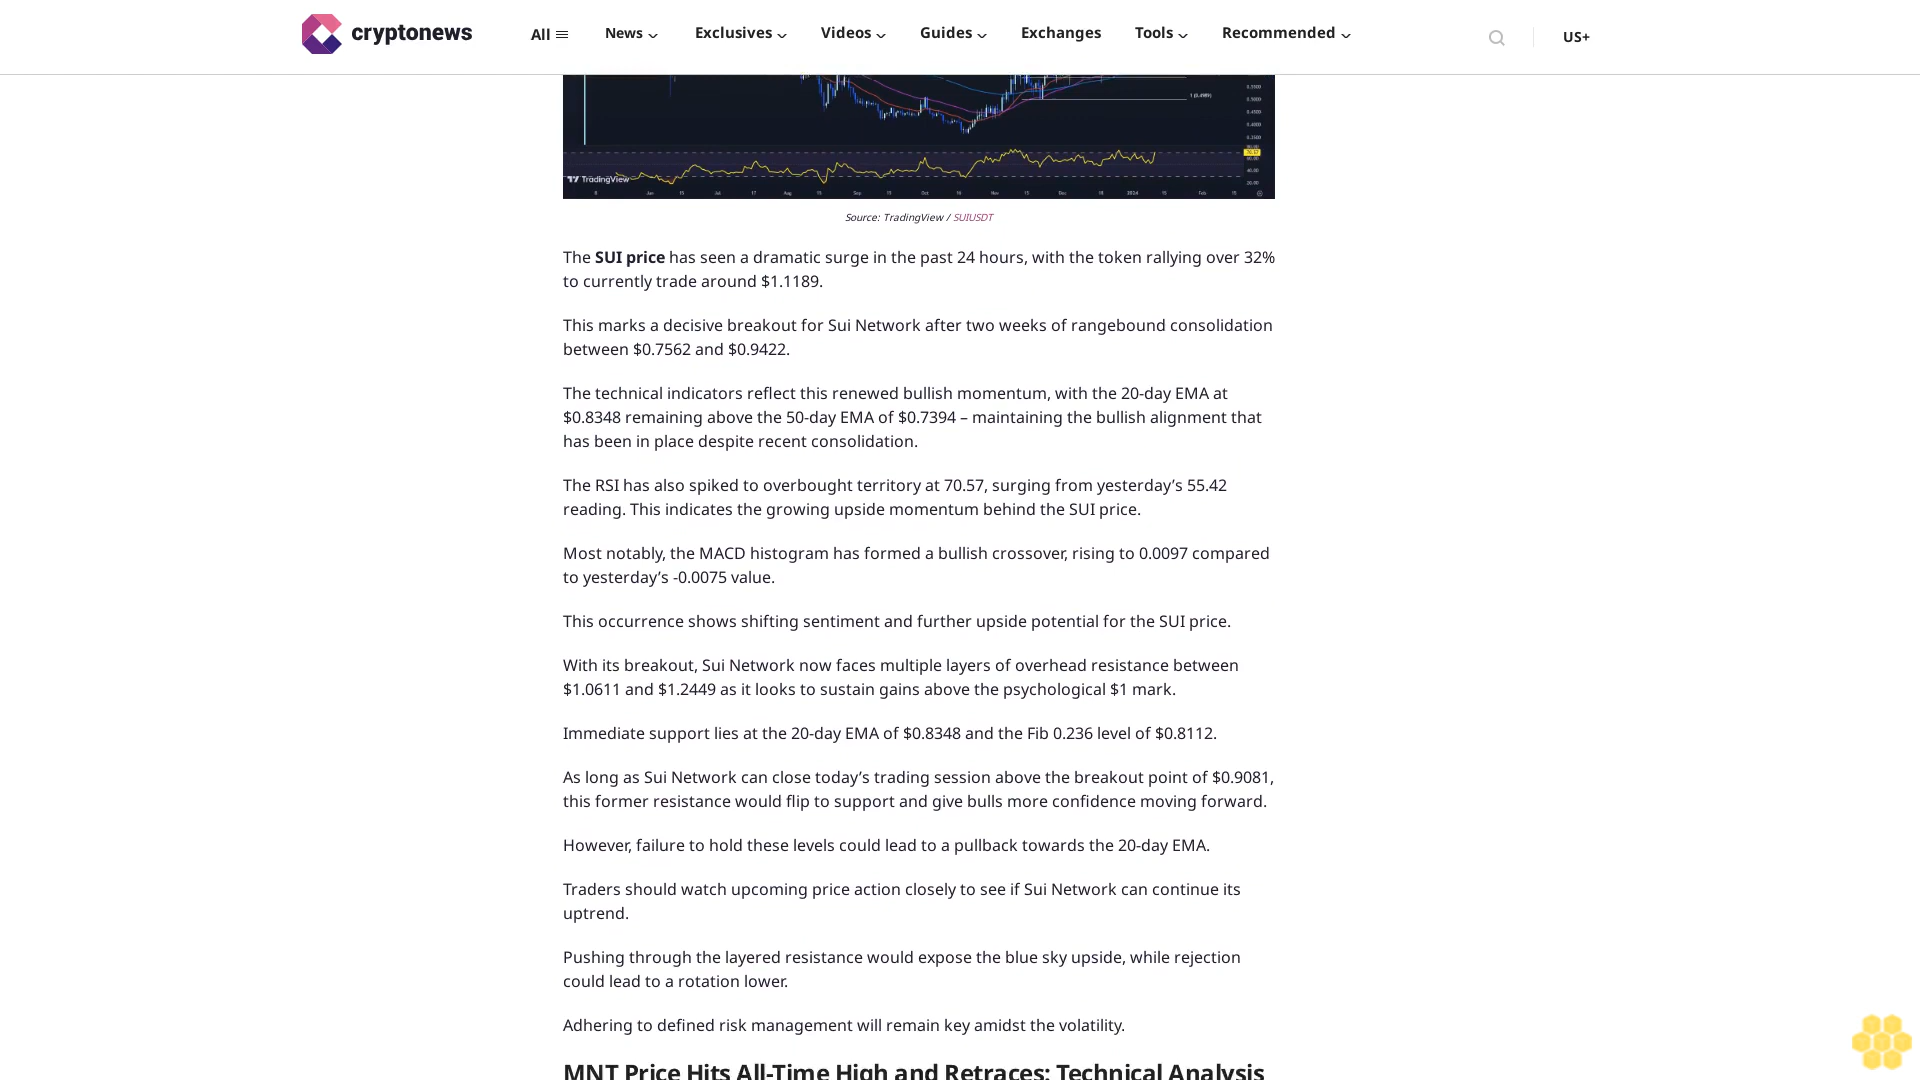 cryptonews
All
News
Exclusives
Videos
Guides
Exchanges
Tools
Recommended
US+
1 (0.4989)
TradingView
Source: TradingView / SUIUSDT
The SUI price has seen a dramatic surge in the past 24 hours, with the token rallying over 32%
to currently trade around $1.1189.
This marks a decisive breakout for Sui Network after two weeks of rangebound consolidation
between $0.7562 and $0.9422.
The technical indicators reflect this renewed bullish momentum, with the 20-day EMA at
$0.8348 remaining above the 50-day EMA of $0.7394 – maintaining the bullish alignment that
has been in place despite recent consolidation.
The RSI has also spiked to overbought territory at 70.57, surging from yesterday’s 55.42
reading. This indicates the growing upside momentum behind the SUI price.
Most notably, the MACD histogram has formed a bullish crossover, rising to 0.0097 compared
to yesterday’s -0.0075 value.
This occurrence shows shifting sentiment and further upside potential for the SUI price.
With its breakout, Sui Network now faces multiple layers of overhead resistance between
$1.0611 and $1.2449 as it looks to sustain gains above the psychological $1 mark.
Immediate support lies at the 20-day EMA of $0.8348 and the Fib 0.236 level of $0.8112.
As long as Sui Network can close today’s trading session above the breakout point of $0.9081,
this former resistance would flip to support and give bulls more confidence moving forward.
However, failure to hold these levels could lead to a pullback towards the 20-day EMA.
Traders should watch upcoming price action closely to see if Sui Network can continue its
uptrend.
Pushing through the layered resistance would expose the blue sky upside, while rejection
could lead to a rotation lower.
Adhering to defined risk management will remain key amidst the volatility.
MNT Price Hits All-Time High and Retraces: Technical Analysis